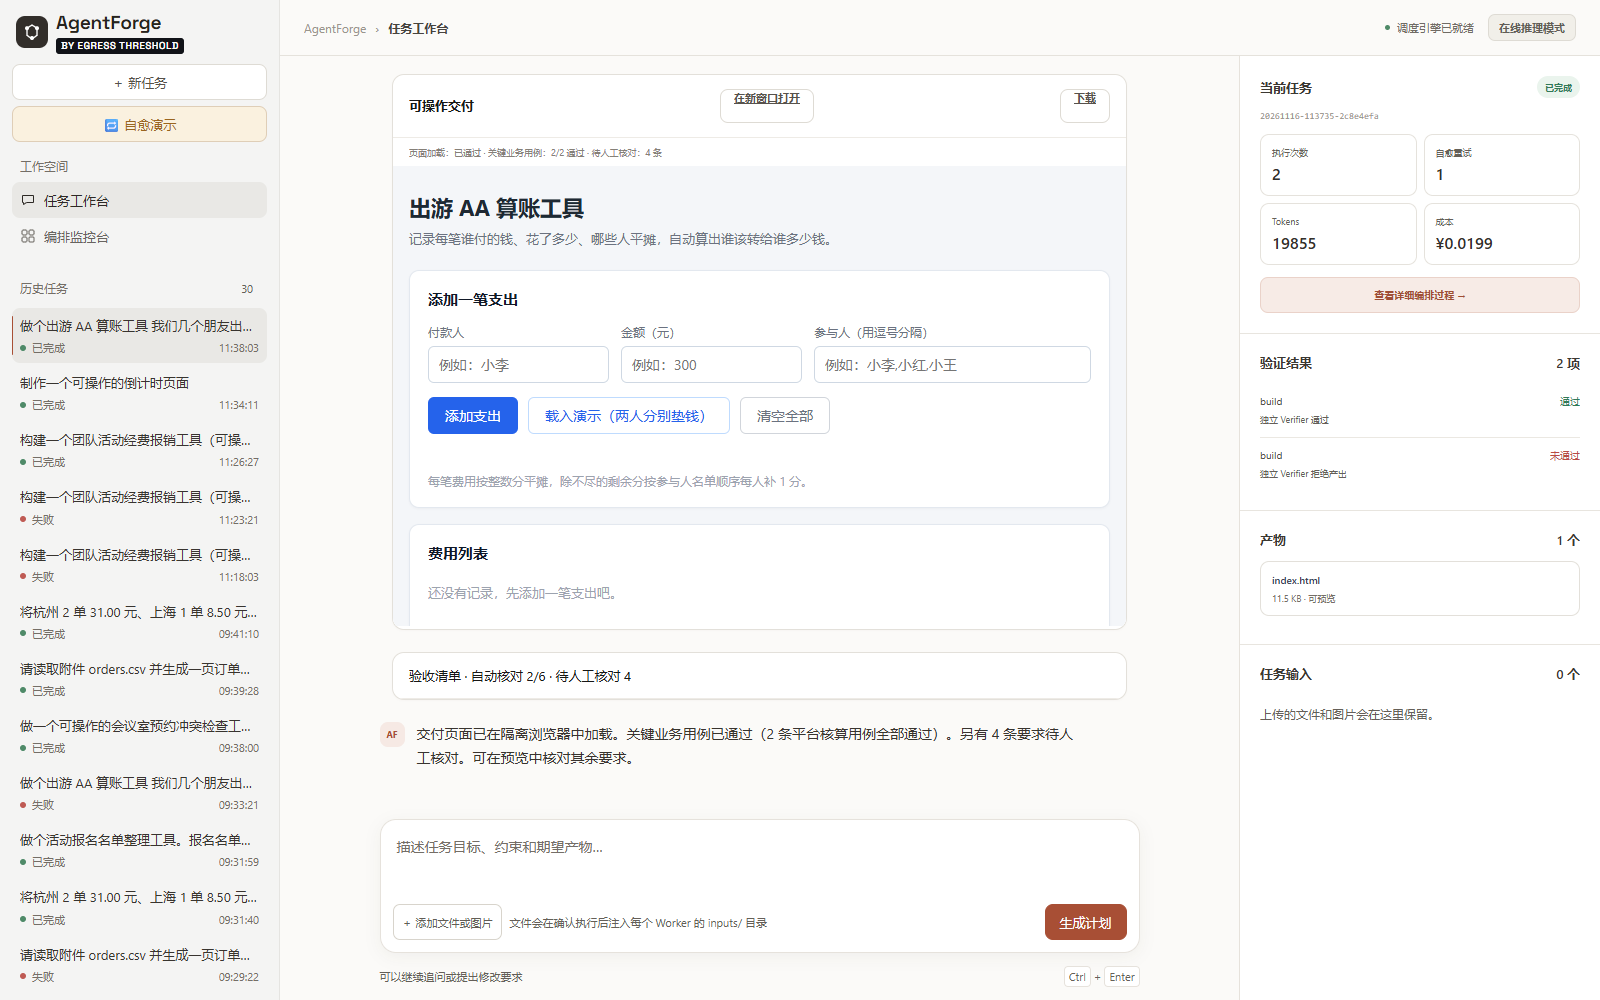 AgentForge
BY EGRESS THRESHOLD
+ 新任务
自愈演示
工作空间
任务工作台
编排监控台
历史任务 30
做个出游 AA 算账工具 我们几个朋友出...
已完成 11:38:03
制作一个可操作的倒计时页面
已完成 11:34:11
构建一个团队活动经费报销工具（可操...
已完成 11:26:27
构建一个团队活动经费报销工具（可操...
失败 11:23:21
构建一个团队活动经费报销工具（可操...
失败 11:18:03
将杭州 2 单 31.00 元、上海 1 单 8.50 元...
已完成 09:41:10
请读取附件 orders.csv 并生成一页订单...
已完成 09:39:28
做一个可操作的会议室预约冲突检查工...
已完成 09:38:00
做个出游 AA 算账工具 我们几个朋友出...
失败 09:33:21
做个活动报名名单整理工具。报名名单...
已完成 09:31:59
将杭州 2 单 31.00 元、上海 1 单 8.50 元...
已完成 09:31:40
请读取附件 orders.csv 并生成一页订单...
失败 09:29:22
AgentForge › 任务工作台
调度引擎已就绪
在线推理模式
可操作交付
在新窗口打开
下载
页面加载：已通过 · 关键业务用例：2/2 通过 · 待人工核对：4 条
出游 AA 算账工具
记录每笔谁付的钱、花了多少、哪些人平摊，自动算出谁该转给谁多少钱。
添加一笔支出
付款人 金额（元） 参与人（用逗号分隔）
例如：小李 例如：300 例如：小李,小红,小王
添加支出 载入演示（两人分别垫钱） 清空全部
每笔费用按整数分平摊，除不尽的剩余分按参与人名单顺序每人补 1 分。
费用列表
还没有记录，先添加一笔支出吧。
验收清单 · 自动核对 2/6 · 待人工核对 4
AF
交付页面已在隔离浏览器中加载。关键业务用例已通过（2 条平台核算用例全部通过）。另有 4 条要求待人
工核对。可在预览中核对其余要求。
描述任务目标、约束和期望产物...
+ 添加文件或图片 文件会在确认执行后注入每个 Worker 的 inputs/ 目录
生成计划
可以继续追问或提出修改要求
Ctrl + Enter
当前任务 已完成
20261116-113735-2c8e4efa
执行次数
2
自愈重试
1
Tokens
19855
成本
¥0.0199
查看详细编排过程 →
验证结果 2 项
build 通过
独立 Verifier 通过
build 未通过
独立 Verifier 拒绝产出
产物 1 个
index.html
11.5 KB · 可预览
任务输入 0 个
上传的文件和图片会在这里保留。